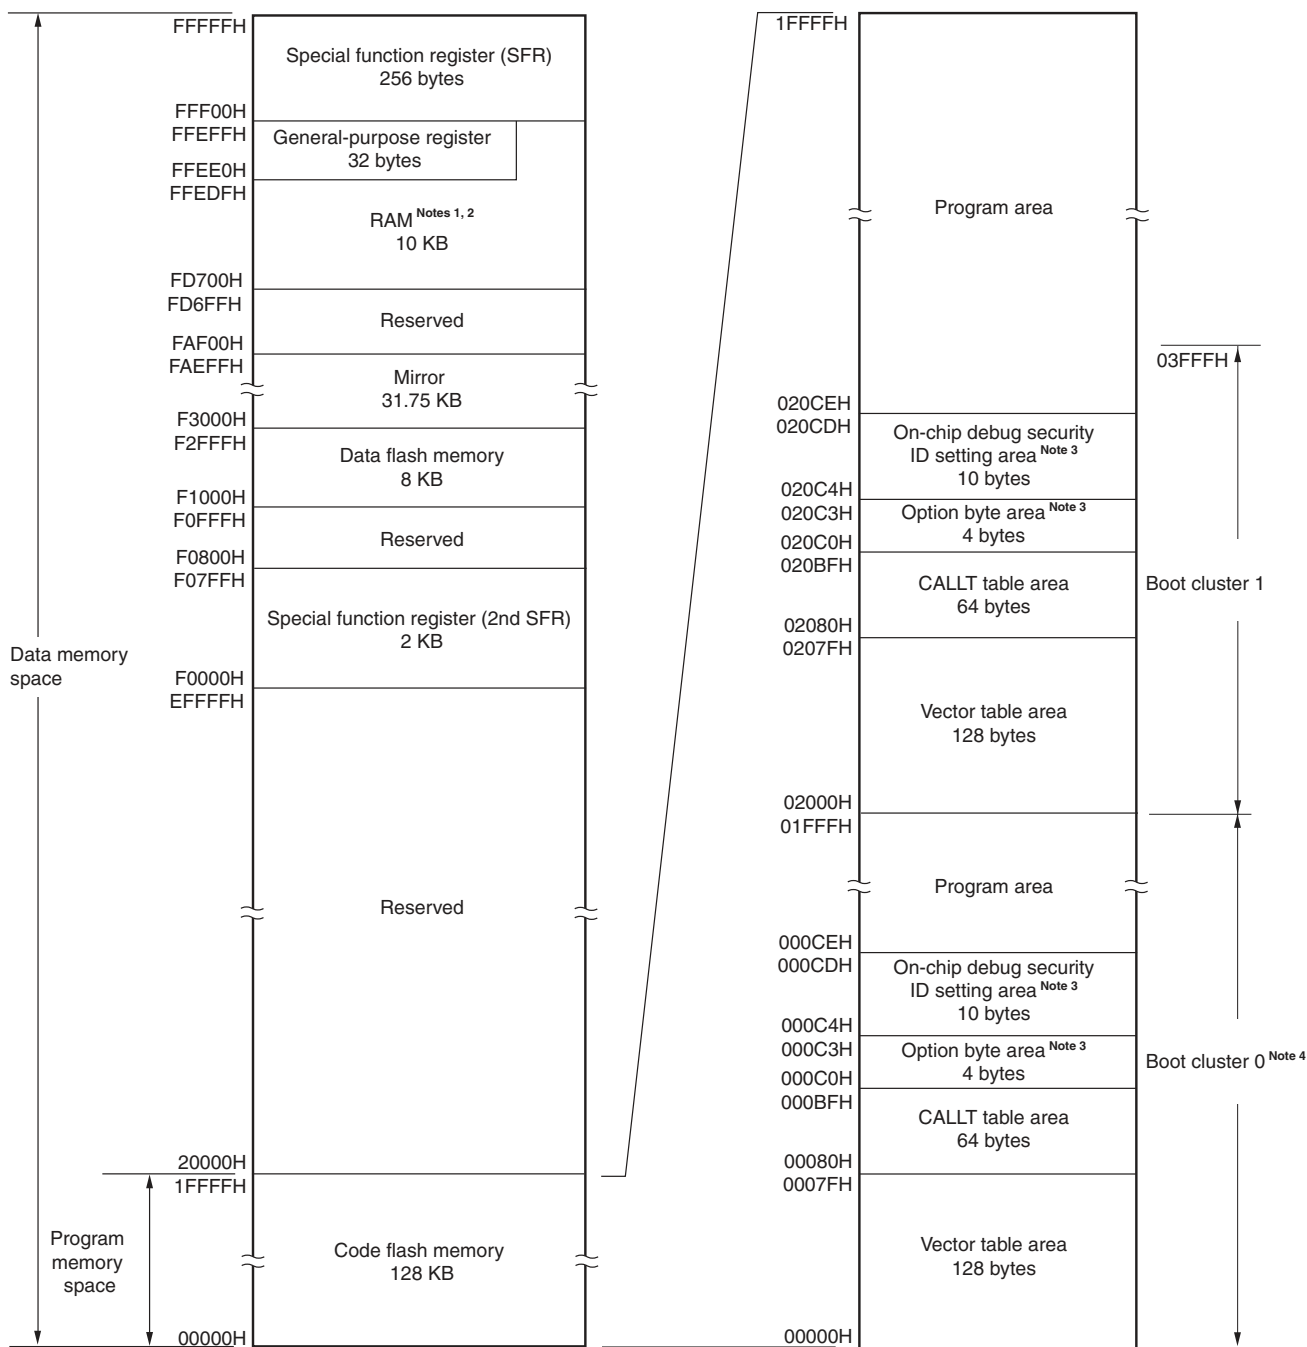 FFFFFH
Special function register (SFR)
256 bytes
FFF00H
FFEFFH
General-purpose register
32 bytes
FFEE0H
FFEDFH
RAM Notes 1, 2
10 KB
FD700H
FD6FFH
Reserved
FAF00H
FAEFFH
Mirror
31.75 KB
F3000H
F2FFFH
Data flash memory
8 KB
F1000H
F0FFFH
Reserved
F0800H
F07FFH
Special function register (2nd SFR)
2 KB
Data memory
space
F0000H
EFFFFH
Reserved
20000H
1FFFFH
Program
memory
space
Code flash memory
128 KB
00000H
1FFFFH
Program area
03FFFH
020CEH
020CDH
On-chip debug security
ID setting area Note 3
10 bytes
020C4H
020C3H
Option byte area Note 3
4 bytes
020C0H
020BFH
CALLT table area
64 bytes
Boot cluster 1
02080H
0207FH
Vector table area
128 bytes
02000H
01FFFH
Program area
000CEH
000CDH
On-chip debug security
ID setting area Note 3
10 bytes
000C4H
000C3H
Option byte area Note 3
4 bytes
Boot cluster 0 Note 4
000C0H
000BFH
CALLT table area
64 bytes
00080H
0007FH
Vector table area
128 bytes
00000H